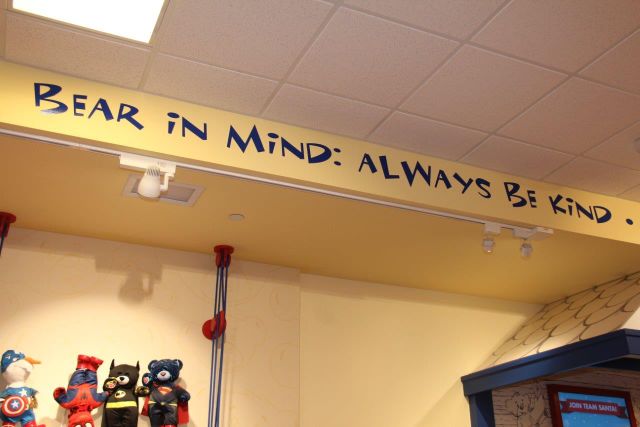 BEAR iN MiND: ALWAYS BE KiND.
JOIN TEAM SANTA!